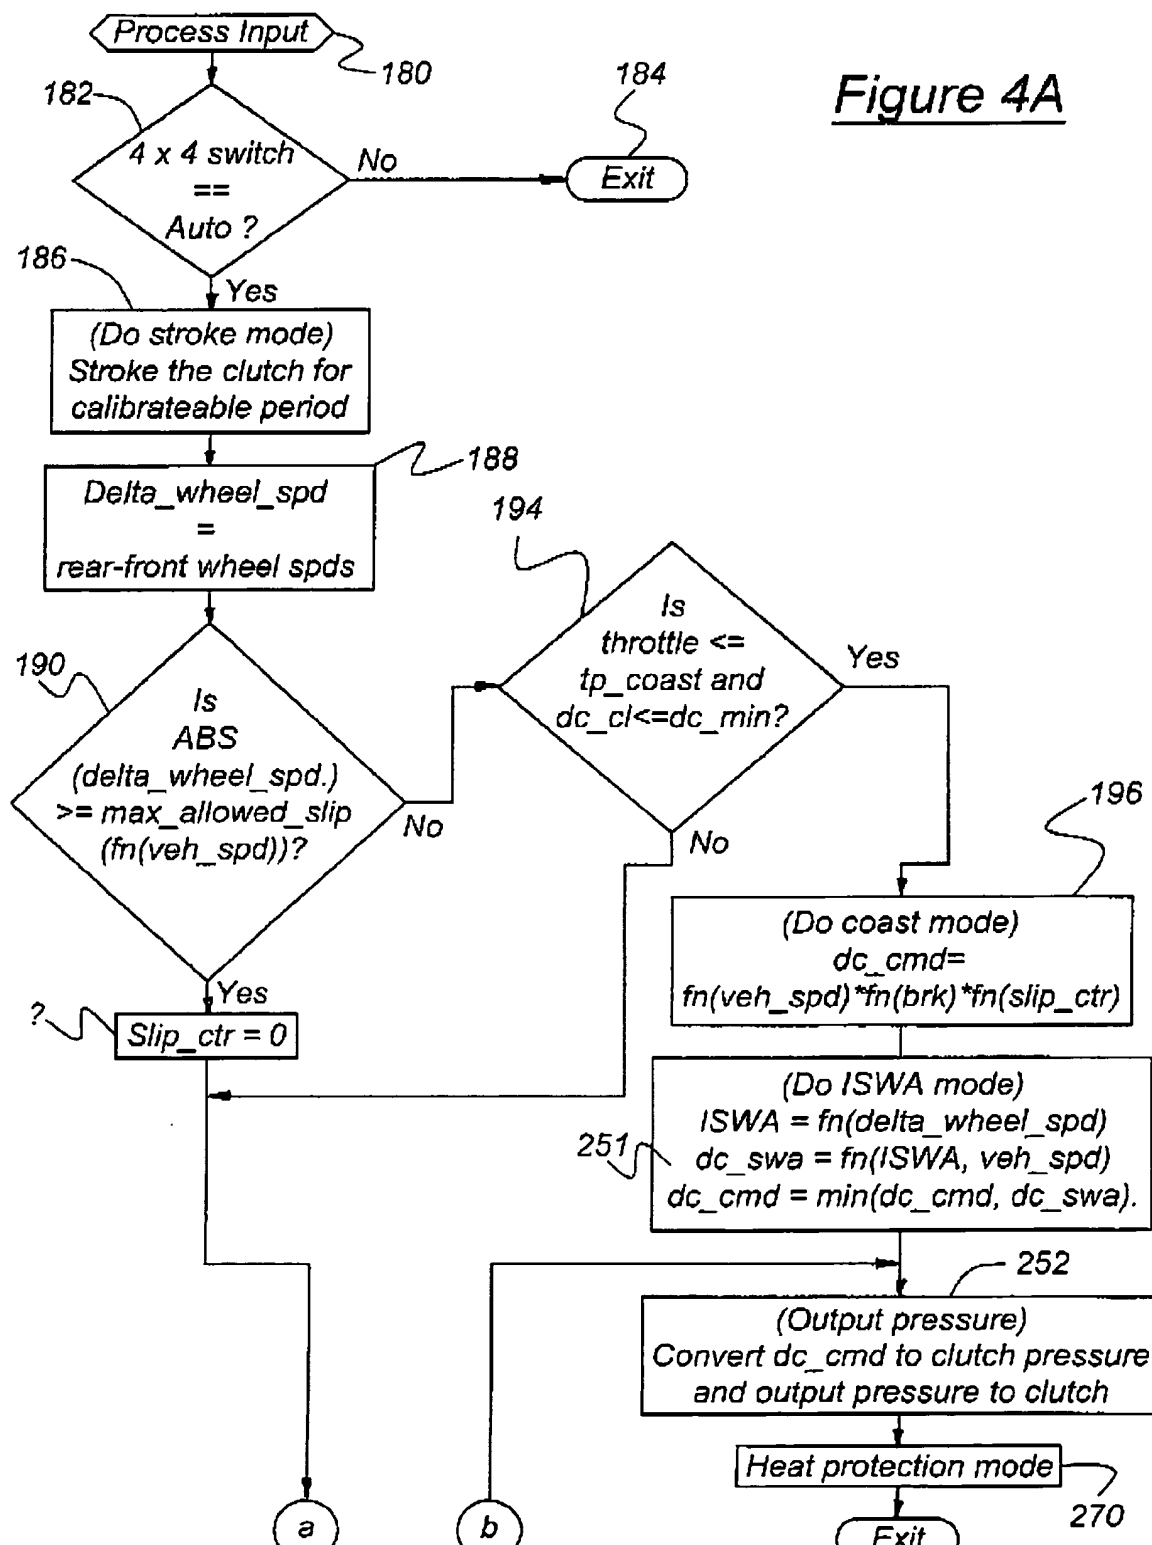 Process Input
180
Figure 4A
182
184
4 x 4 switch
==
Auto ?
No
Exit
186
Yes
(Do stroke mode)
Stroke the clutch for
calibrateable period
188
Delta_wheel_spd
=
rear-front wheel spds
194
Is
throttle <=
tp_coast and
dc_cl<=dc_min?
Yes
No
190
Is
ABS
(delta_wheel_spd.)
>= max_allowed_slip
(fn(veh_spd))?
No
Yes
196
(Do coast mode)
dc_cmd=
fn(veh_spd)*fn(brk)*fn(slip_ctr)
?
Slip_ctr = 0
(Do ISWA mode)
ISWA = fn(delta_wheel_spd)
251
dc_swa = fn(ISWA, veh_spd)
dc_cmd = min(dc_cmd, dc_swa).
252
(Output pressure)
Convert dc_cmd to clutch pressure
and output pressure to clutch
Heat protection mode
270
a
b
Exit